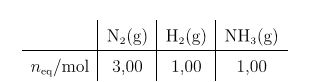 N₂(g) H₂(g) NH₃(g)
n_eq/mol 3,00 1,00 1,00